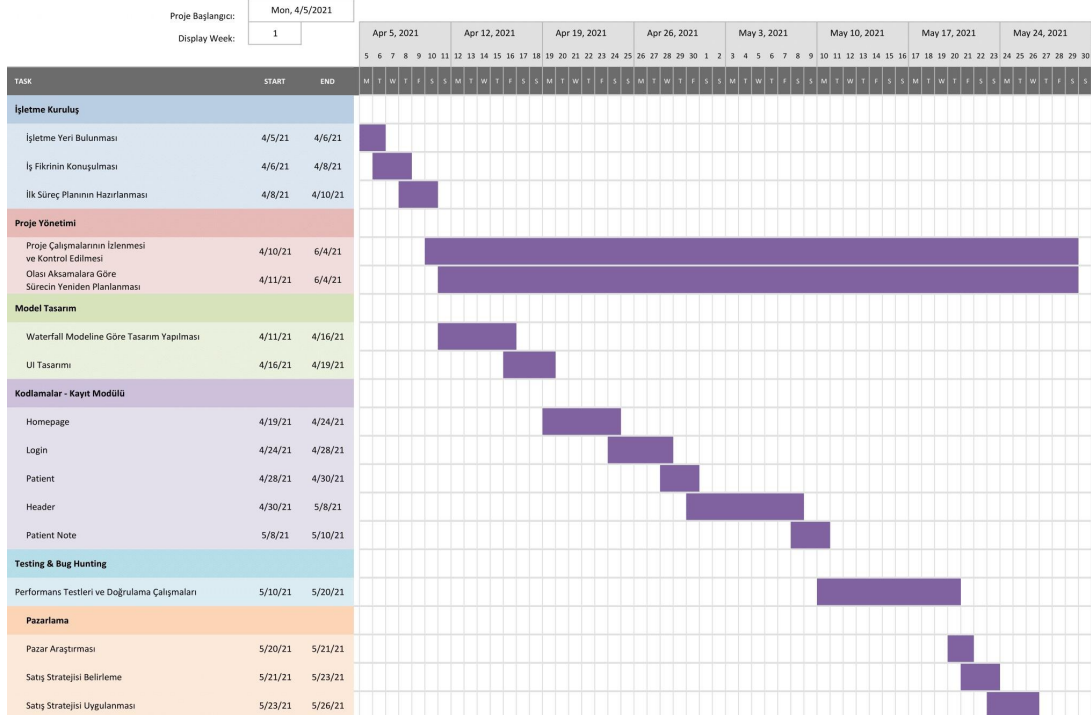 Proje Başlangıcı: Mon, 4/5/2021
Display Week: 1
Apr 5, 2021 Apr 12, 2021 Apr 19, 2021 Apr 26, 2021 May 3, 2021 May 10, 2021 May 17, 2021 May 24, 2021
5 6 7 8 9 10 11 12 13 14 15 16 17 18 19 20 21 22 23 24 25 26 27 28 29 30 1 2 3 4 5 6 7 8 9 10 11 12 13 14 15 16 17 18 19 20 21 22 23 24 25 26 27 28 29 30
TASK START END M T W T F S S M T W T F S S M T W T F S S M T W T F S S M T W T F S S M T W T F S S M T W T F S S M T W T F S S
İşletme Kuruluş
İşletme Yeri Bulunması 4/5/21 4/6/21
İş Fikrinin Konuşulması 4/6/21 4/8/21
İlk Süreç Planının Hazırlanması 4/8/21 4/10/21
Proje Yönetimi
Proje Çalışmalarının İzlenmesi
ve Kontrol Edilmesi 4/10/21 6/4/21
Olası Aksamalara Göre
Sürecin Yeniden Planlanması 4/11/21 6/4/21
Model Tasarım
Waterfall Modeline Göre Tasarım Yapılması 4/11/21 4/16/21
UI Tasarımı 4/16/21 4/19/21
Kodlamalar - Kayıt Modülü
Homepage 4/19/21 4/24/21
Login 4/24/21 4/28/21
Patient 4/28/21 4/30/21
Header 4/30/21 5/8/21
Patient Note 5/8/21 5/10/21
Testing & Bug Hunting
Performans Testleri ve Doğrulama Çalışmaları 5/10/21 5/20/21
Pazarlama
Pazar Araştırması 5/20/21 5/21/21
Satış Stratejisi Belirleme 5/21/21 5/23/21
Satış Stratejisi Uygulanması 5/23/21 5/26/21